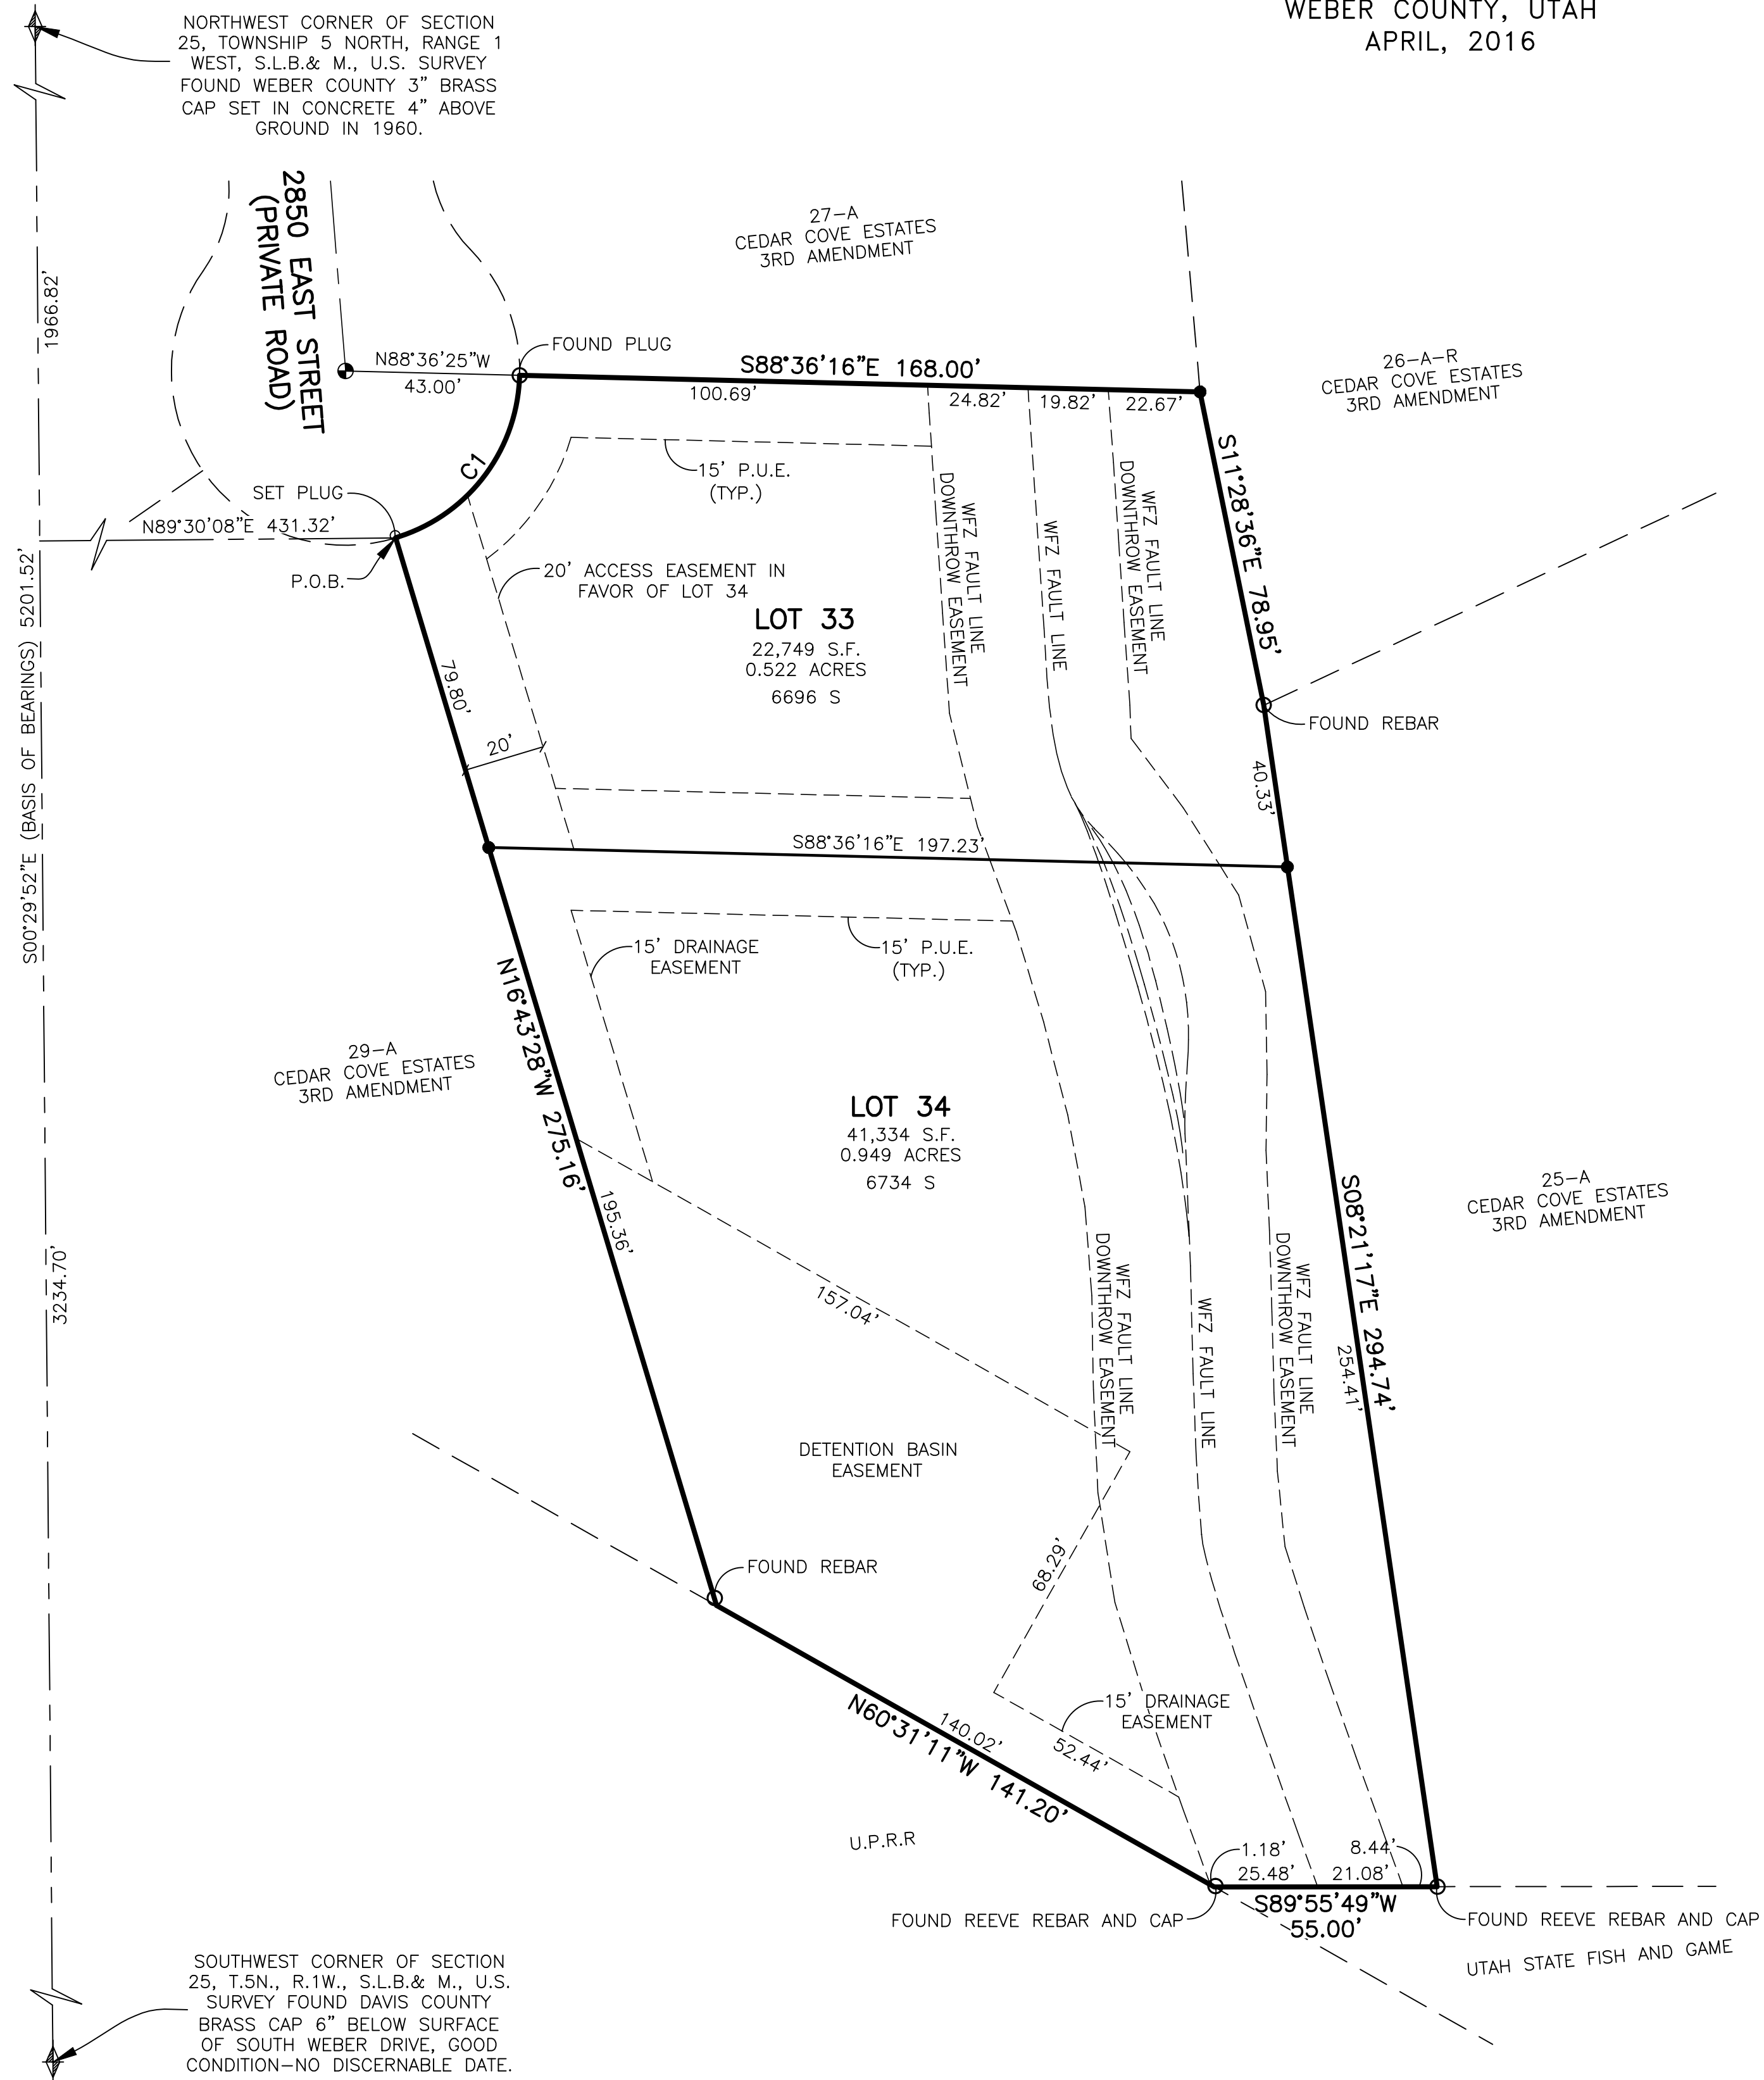 WEBER COUNTY, UTAH
APRIL, 2016
NORTHWEST CORNER OF SECTION
25, TOWNSHIP 5 NORTH, RANGE 1
WEST, S.L.B.& M., U.S. SURVEY
FOUND WEBER COUNTY 3" BRASS
CAP SET IN CONCRETE 4" ABOVE
GROUND IN 1960.
2850 EAST STREET
(PRIVATE ROAD)
27-A
CEDAR COVE ESTATES
3RD AMENDMENT
1966.82'
FOUND PLUG
N88°36'25"W
43.00'
S88°36'16"E 168.00'
100.69'
24.82'
19.82'
22.67'
26-A-R
CEDAR COVE ESTATES
3RD AMENDMENT
C1
15' P.U.E.
(TYP.)
SET PLUG
N89°30'08"E 431.32'
P.O.B.
S11°28'36"E 78.95'
WFZ FAULT LINE
DOWNTHROW EASEMENT
WFZ FAULT LINE
WFZ FAULT LINE
DOWNTHROW EASEMENT
20' ACCESS EASEMENT IN
FAVOR OF LOT 34
LOT 33
22,749 S.F.
0.522 ACRES
6696 S
79.80'
20'
FOUND REBAR
40.33'
S00°29'52"E (BASIS OF BEARINGS) 5201.52'
S88°36'16"E 197.23'
15' DRAINAGE
EASEMENT
15' P.U.E.
(TYP.)
N16°43'28"W 275.16'
29-A
CEDAR COVE ESTATES
3RD AMENDMENT
LOT 34
41,334 S.F.
0.949 ACRES
6734 S
195.36'
25-A
CEDAR COVE ESTATES
3RD AMENDMENT
S08°21'17"E 294.74'
254.41'
3234.70'
157.04'
WFZ FAULT LINE
DOWNTHROW EASEMENT
WFZ FAULT LINE
WFZ FAULT LINE
DOWNTHROW EASEMENT
DETENTION BASIN
EASEMENT
FOUND REBAR
68.29'
15' DRAINAGE
EASEMENT
N60°31'11"W 141.20'
140.02'
52.44'
U.P.R.R
1.18'
8.44'
25.48'
21.08'
S89°55'49"W
55.00'
FOUND REEVE REBAR AND CAP
FOUND REEVE REBAR AND CAP
UTAH STATE FISH AND GAME
SOUTHWEST CORNER OF SECTION
25, T.5N., R.1W., S.L.B.& M., U.S.
SURVEY FOUND DAVIS COUNTY
BRASS CAP 6" BELOW SURFACE
OF SOUTH WEBER DRIVE, GOOD
CONDITION-NO DISCERNABLE DATE.